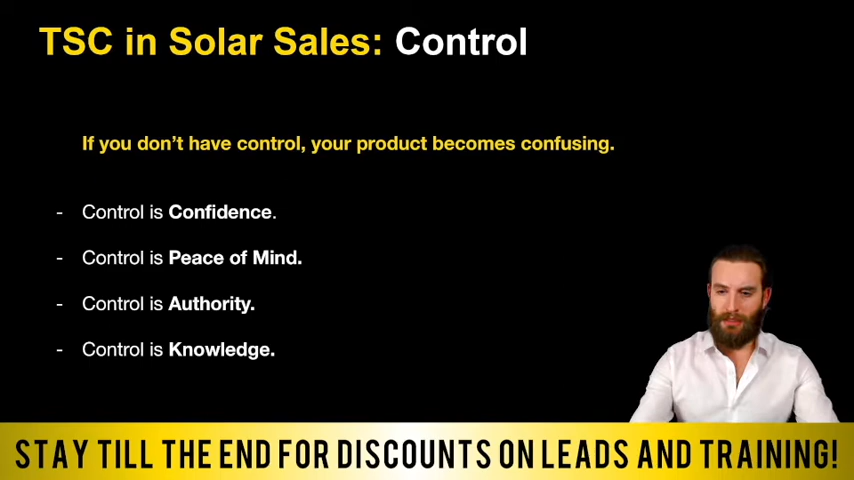 TSC in Solar Sales: Control
If you don’t have control, your product becomes confusing.
- Control is Confidence.
- Control is Peace of Mind.
- Control is Authority.
- Control is Knowledge.
STAY TILL THE END FOR DISCOUNTS ON LEADS AND TRAINING!